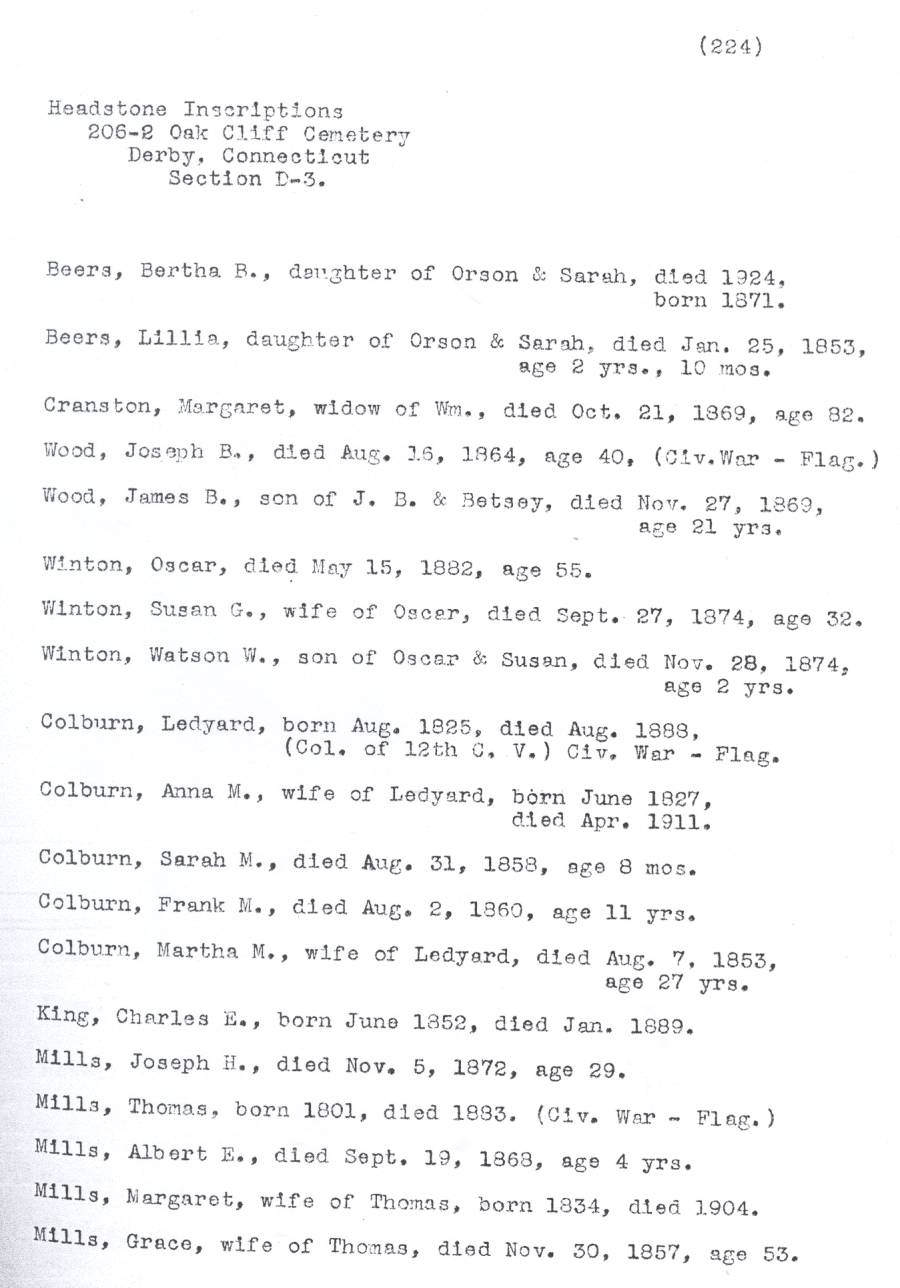 (224)
Headstone Inscriptions
206-2 Oak Cliff Cemetery
Derby, Connecticut
Section D-3.
Beers, Bertha B., daughter of Orson & Sarah, died 1924,
born 1871.
Beers, Lillia, daughter of Orson & Sarah, died Jan. 25, 1853,
age 2 yrs., 10 mos.
Cranston, Margaret, widow of Wm., died Oct. 21, 1869, age 82.
Wood, Joseph B., died Aug. 16, 1864, age 40, (Civ.War - Flag.)
Wood, James B., son of J. B. & Betsey, died Nov. 27, 1869,
age 21 yrs.
Winton, Oscar, died May 15, 1882, age 55.
Winton, Susan G., wife of Oscar, died Sept. 27, 1874, age 32.
Winton, Watson W., son of Oscar & Susan, died Nov. 28, 1874,
age 2 yrs.
Colburn, Ledyard, born Aug. 1825, died Aug. 1888,
(Col. of 12th C. V.) Civ. War - Flag.
Colburn, Anna M., wife of Ledyard, born June 1827,
died Apr. 1911.
Colburn, Sarah M., died Aug. 31, 1858, age 8 mos.
Colburn, Frank M., died Aug. 2, 1860, age 11 yrs.
Colburn, Martha M., wife of Ledyard, died Aug. 7, 1853,
age 27 yrs.
King, Charles E., born June 1852, died Jan. 1889.
Mills, Joseph H., died Nov. 5, 1872, age 29.
Mills, Thomas, born 1801, died 1883. (Civ. War - Flag.)
Mills, Albert E., died Sept. 19, 1868, age 4 yrs.
Mills, Margaret, wife of Thomas, born 1834, died 1904.
Mills, Grace, wife of Thomas, died Nov. 30, 1857, age 53.